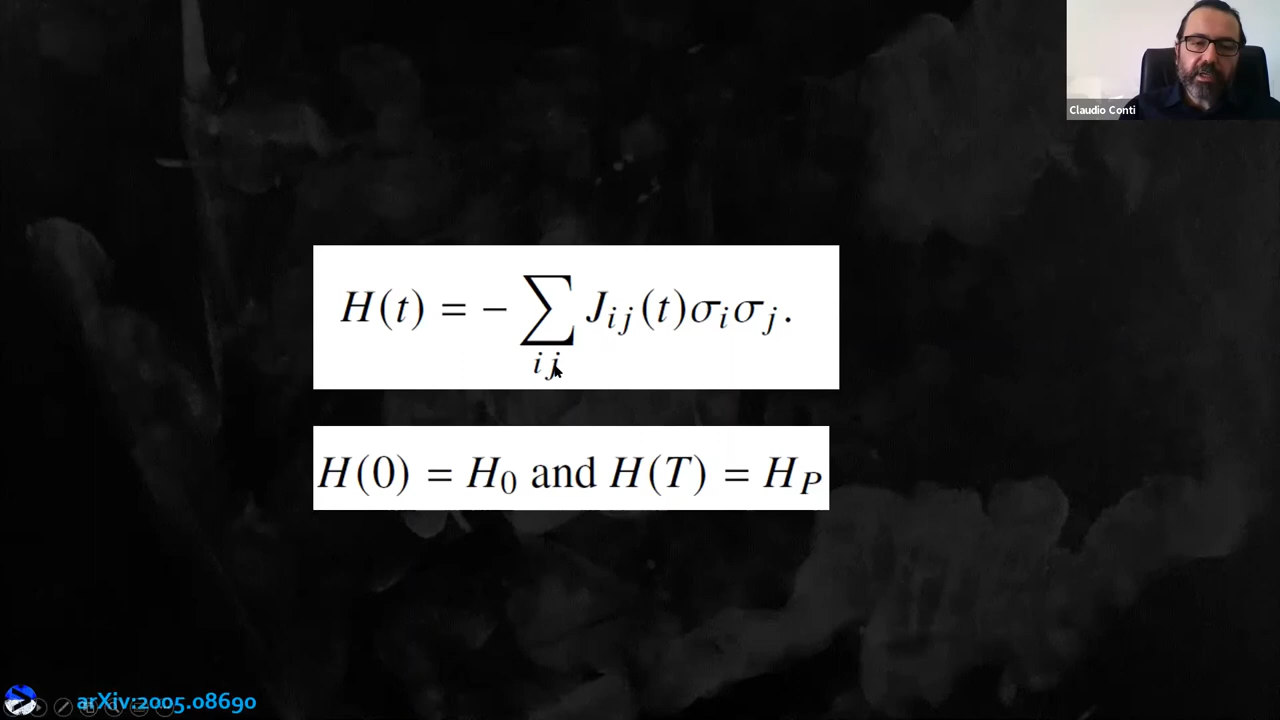 Claudio Conti
H(t) = − ∑ J_{ij}(t)σ_iσ_j.
ij
H(0) = H_0 and H(T) = H_P
arXiv:2005.08690